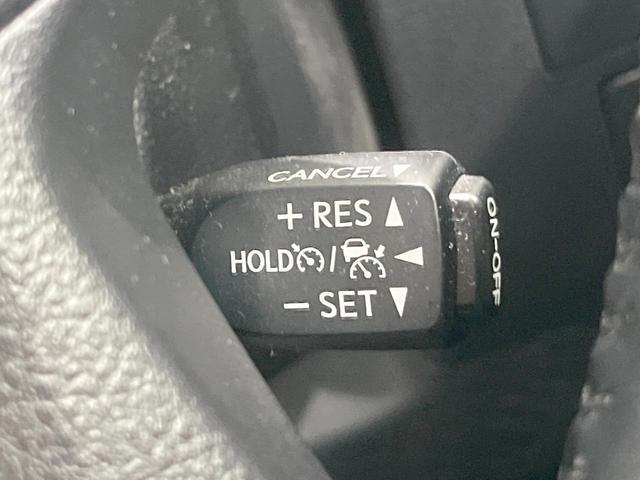 CANCEL
+ RES
HOLD /
− SET
ON-OFF